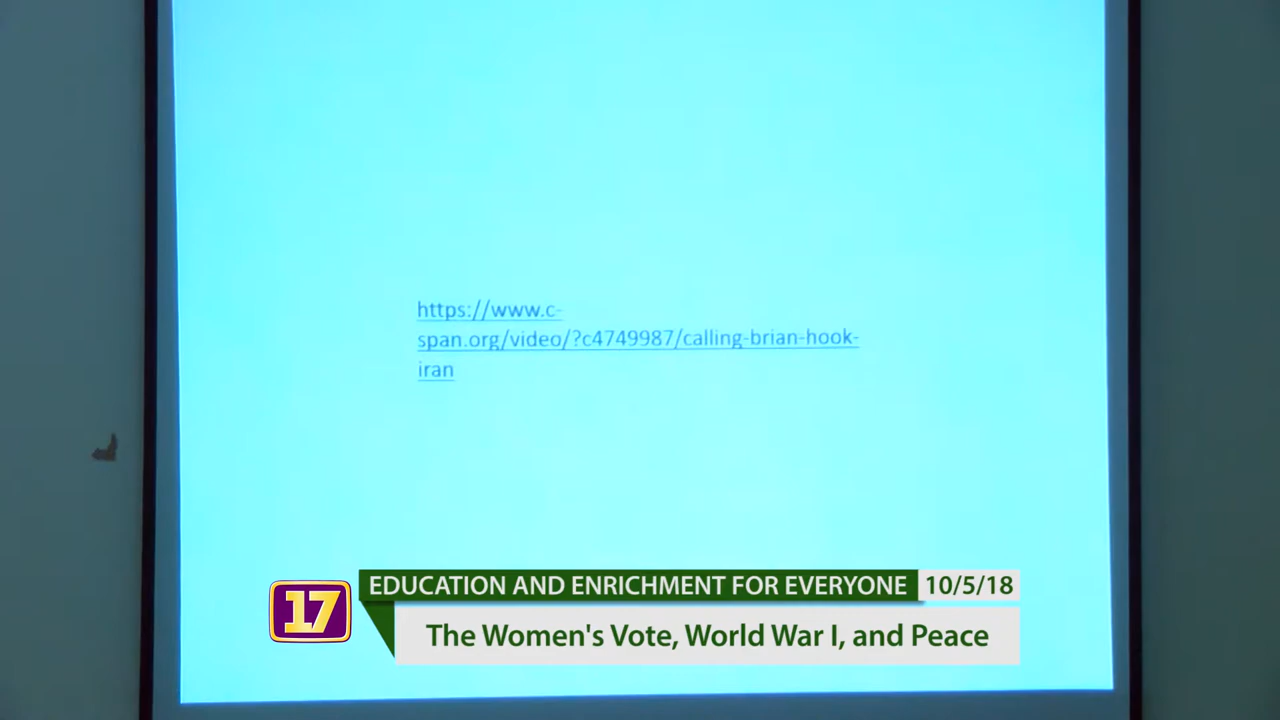 https://www.c-
span.org/video/?c4749987/calling-brian-hook-
iran
17
EDUCATION AND ENRICHMENT FOR EVERYONE 10/5/18
The Women's Vote, World War I, and Peace